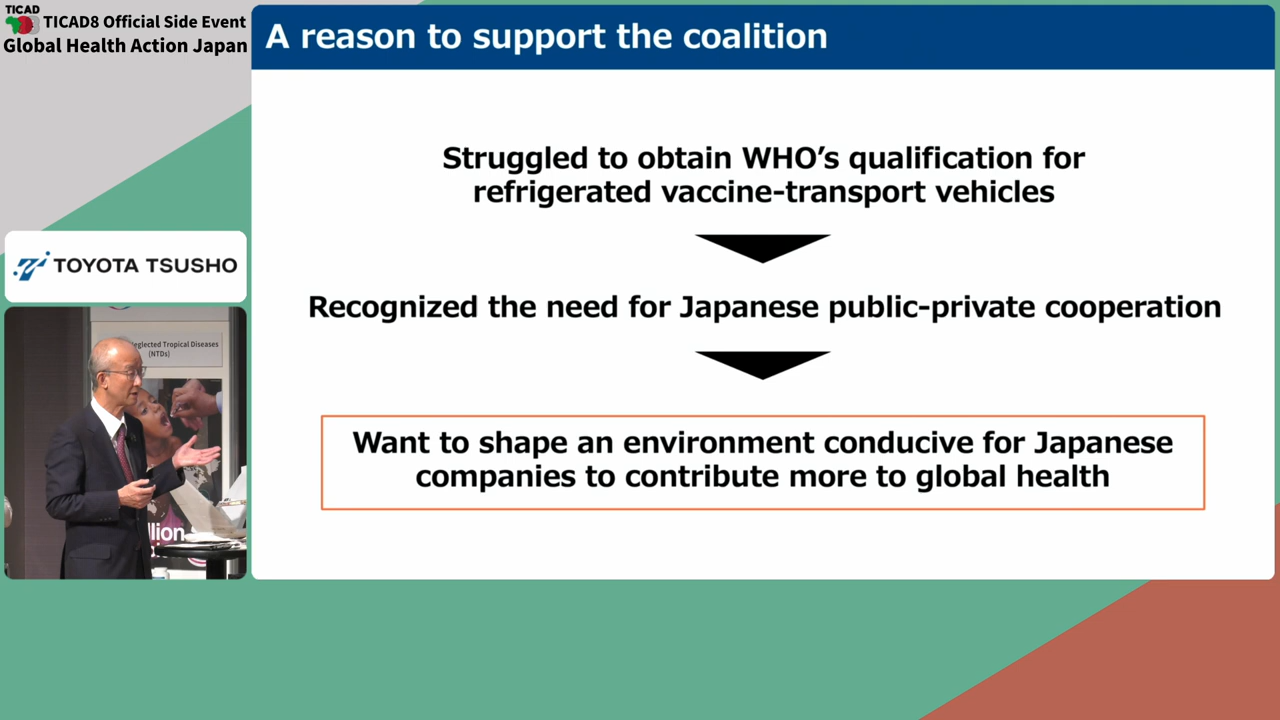 TICAD
TICAD8 Official Side Event
Global Health Action Japan
A reason to support the coalition
Struggled to obtain WHO’s qualification for
refrigerated vaccine-transport vehicles
Recognized the need for Japanese public-private cooperation
Want to shape an environment conducive for Japanese
companies to contribute more to global health
TOYOTA TSUSHO
Tropical Diseases
(NTDs)